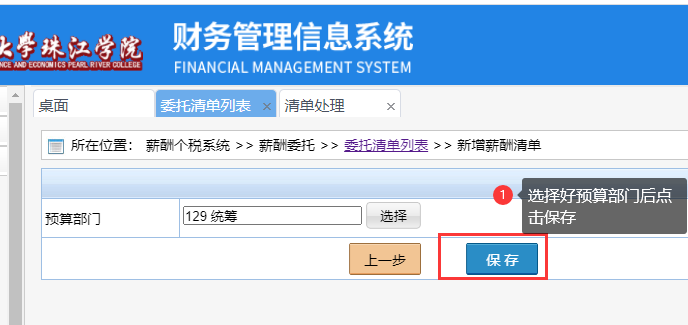 大學珠江学院
财务管理信息系统
NCE AND ECONOMICS PEARL RIVER COLLEGE
FINANCIAL MANAGEMENT SYSTEM
桌面
委托清单列表 ×
清单处理 ×
所在位置： 薪酬个税系统 >> 薪酬委托 >> 委托清单列表 >> 新增薪酬清单
1
选择好预算部门后点
击保存
预算部门
129 统筹
选择
上一步
保 存